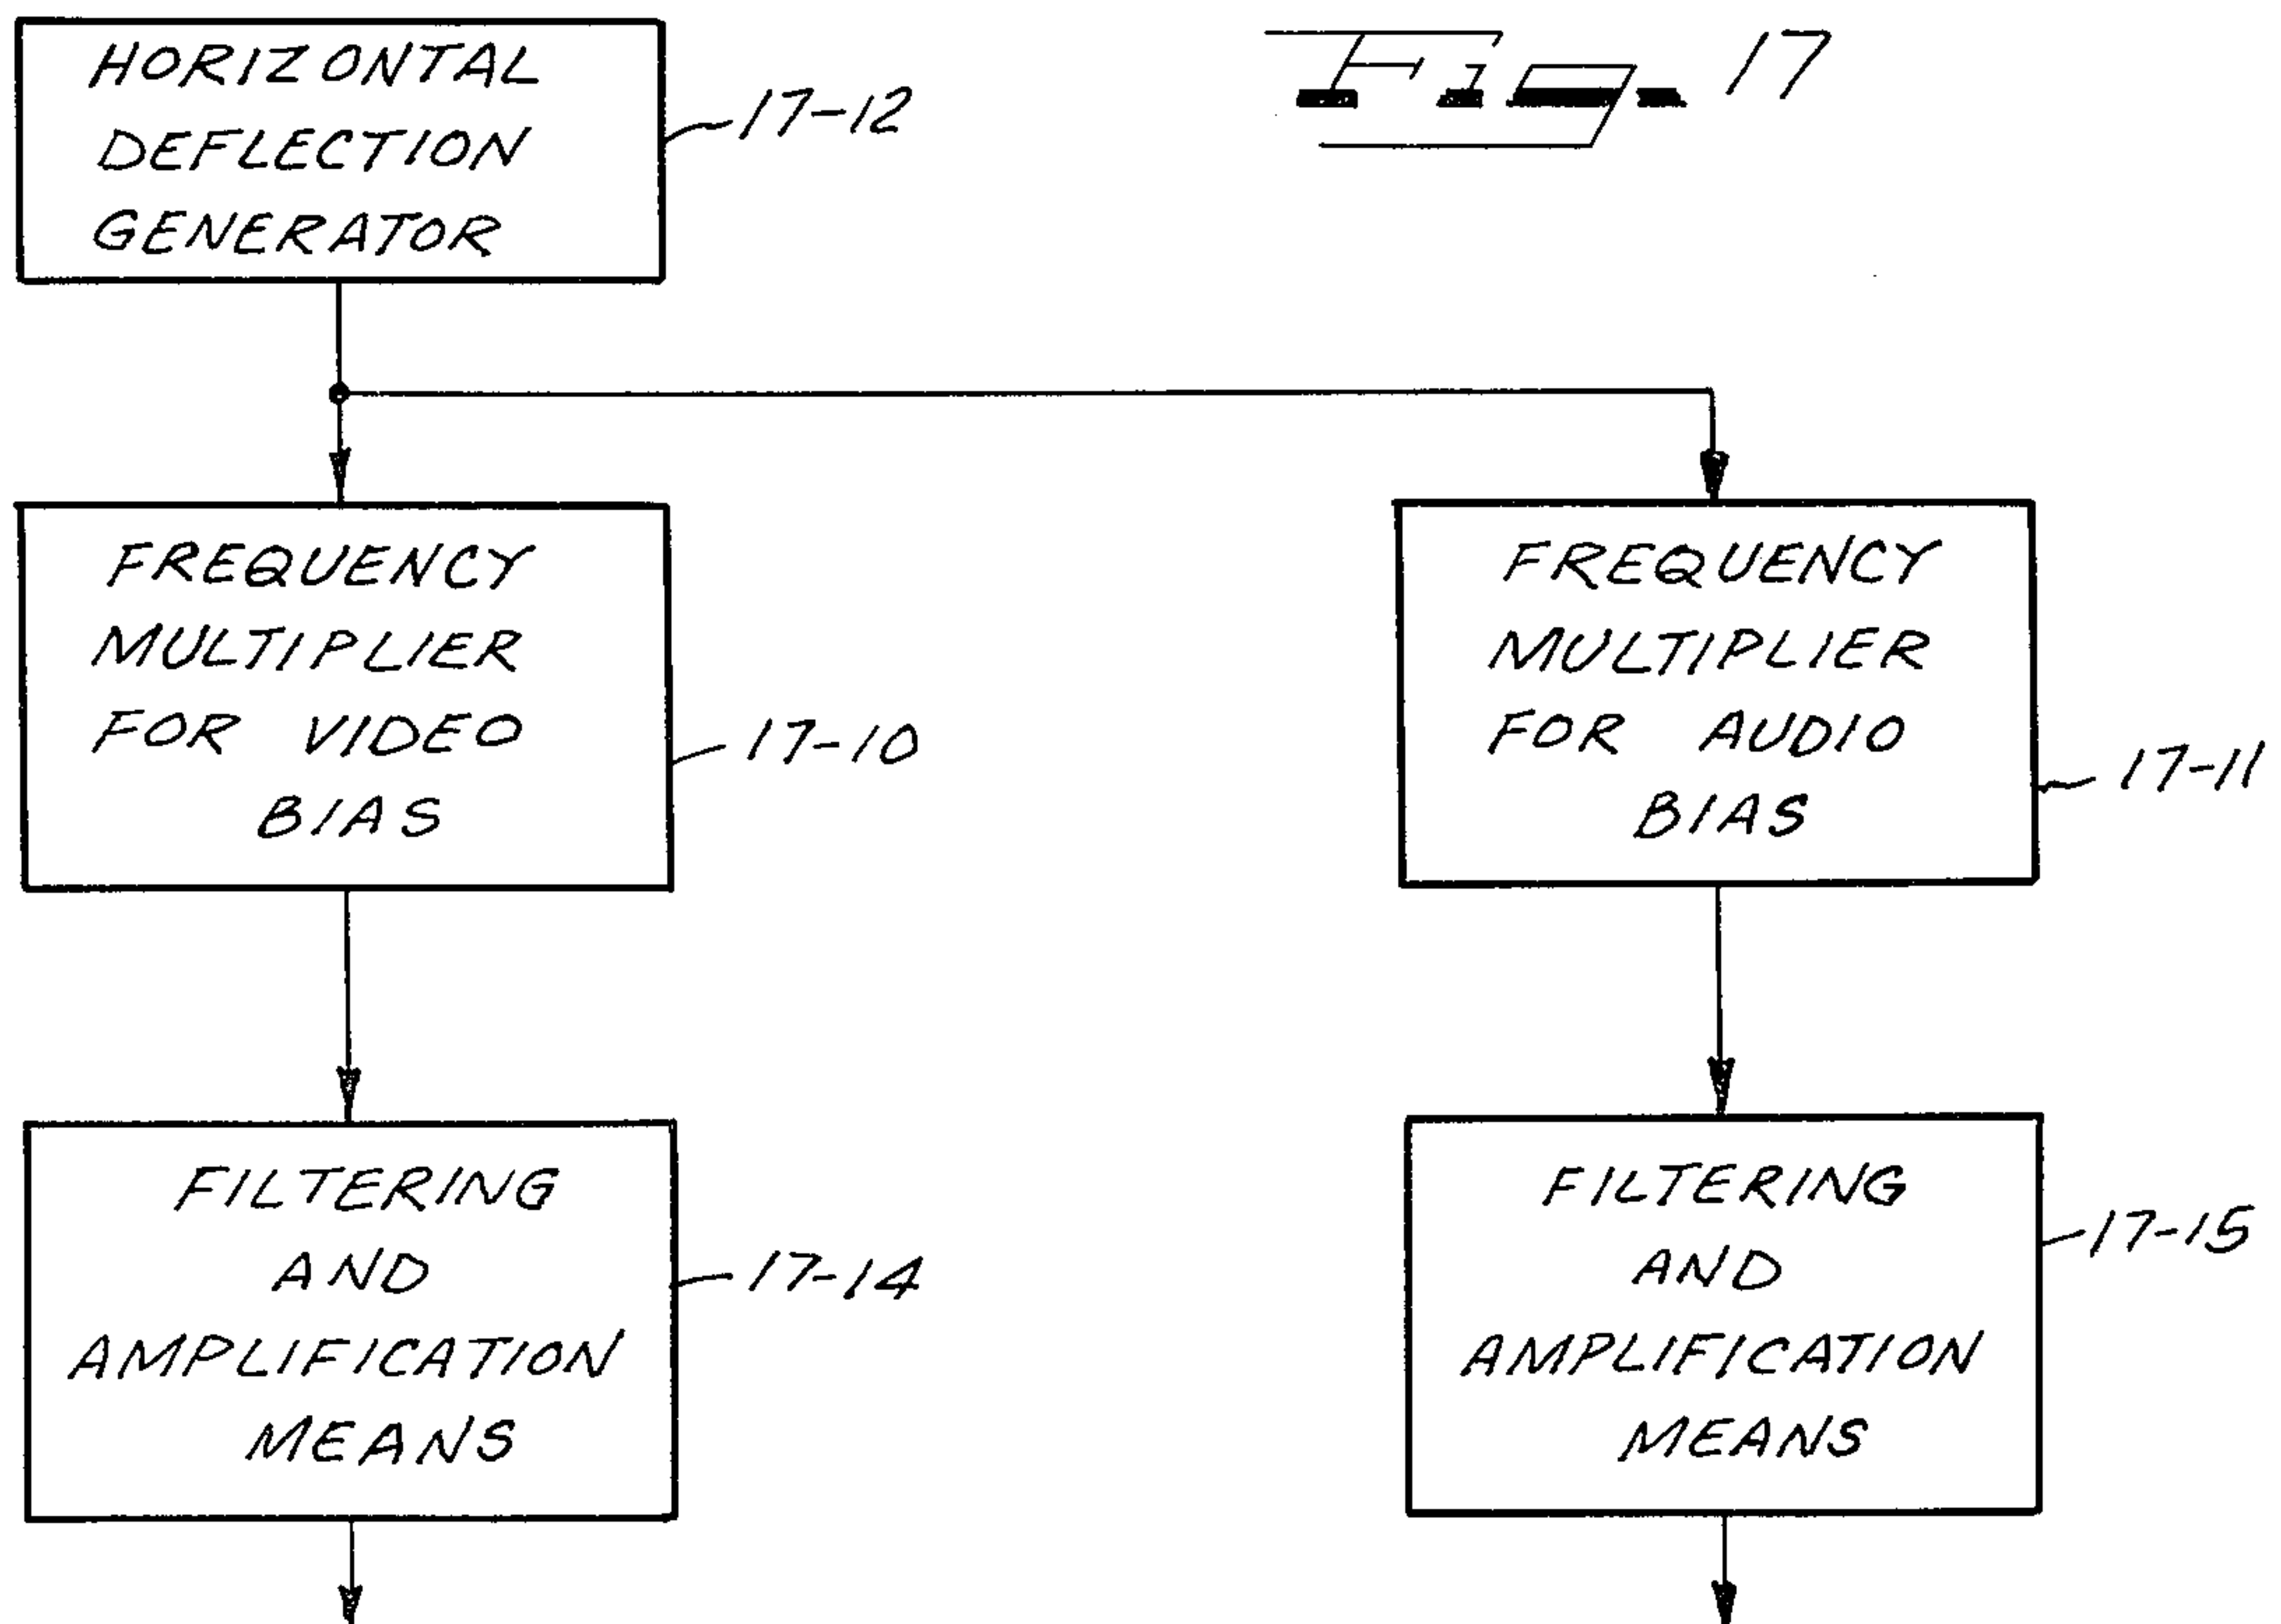 Fig. 17
HORIZONTAL
DEFLECTION
GENERATOR
17-12
FREQUENCY
MULTIPLIER
FOR VIDEO
BIAS
17-10
FREQUENCY
MULTIPLIER
FOR AUDIO
BIAS
17-11
FILTERING
AND
AMPLIFICATION
MEANS
17-14
FILTERING
AND
AMPLIFICATION
MEANS
17-15